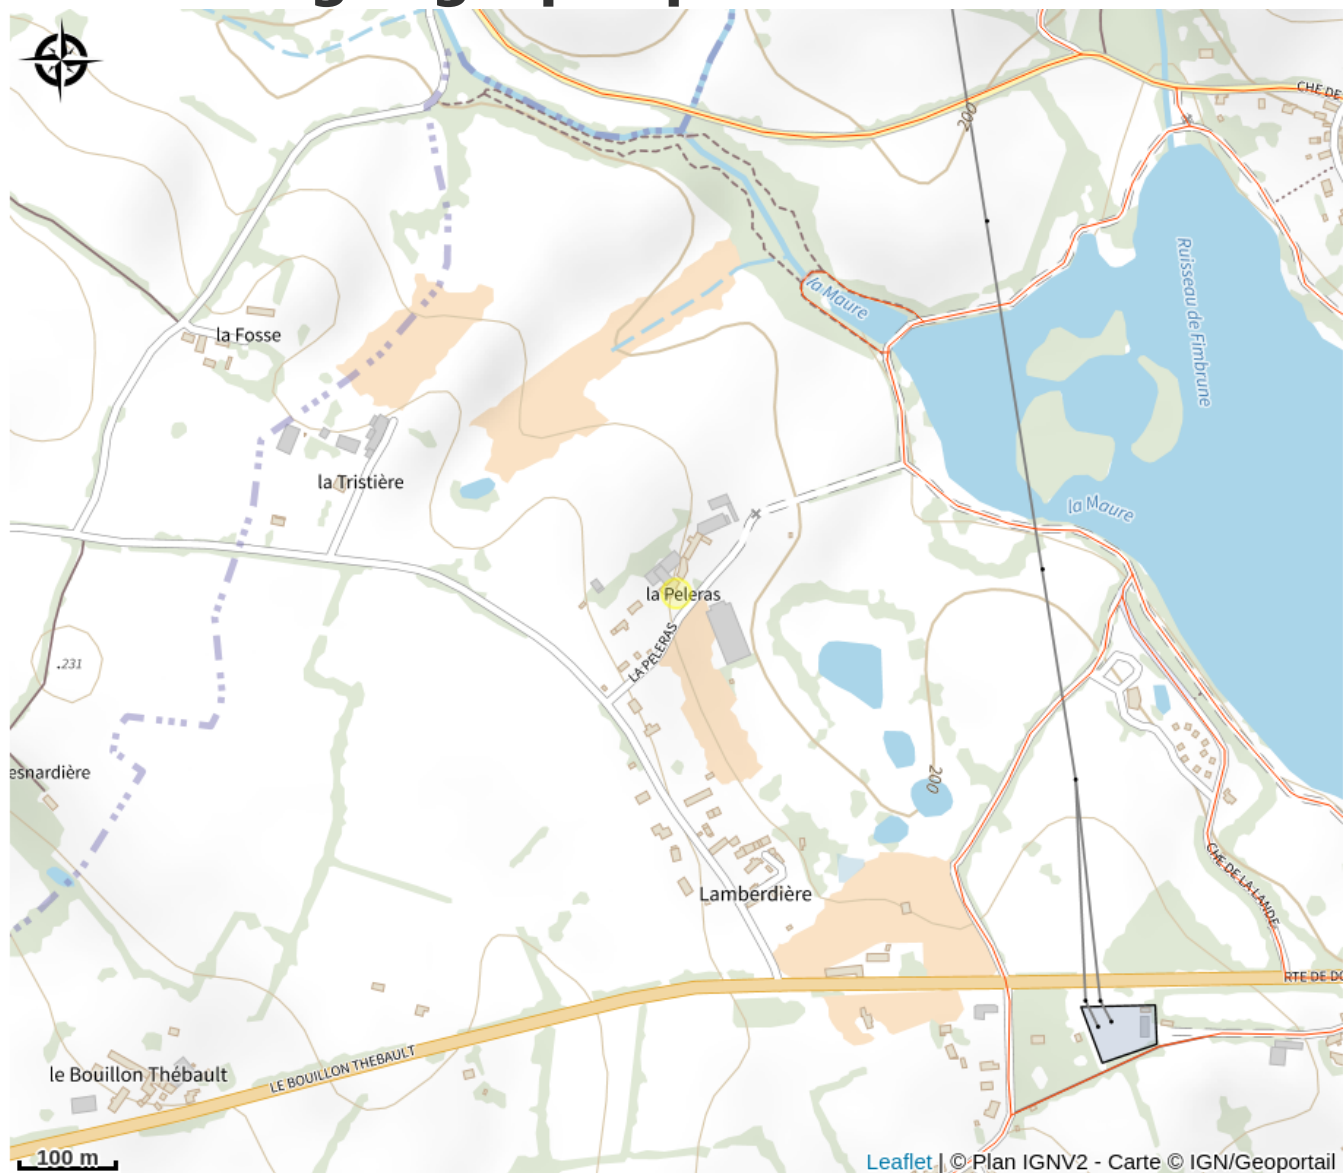 200
CHE DE
Ruisseau de Fimbrune
la Maure
la Fosse
la Tristière
la Maure
la Peleras
LA PELERAS
.231
esnardière
200
Lamberdière
CHE DE LA LANDE
RTE DE DO
le Bouillon Thébault
LE BOUILLON THEBAULT
100 m
Leaflet | © Plan IGNV2 - Carte © IGN/Geoportail